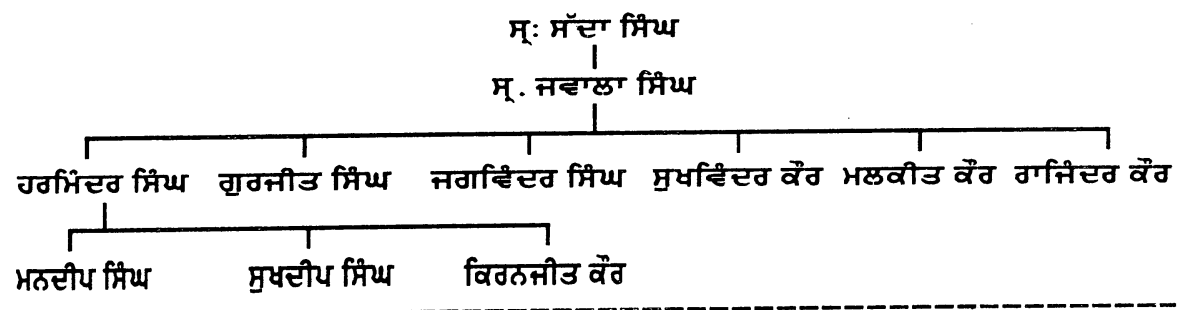 ਸ੍ਰ: ਸੱਦਾ ਸਿੰਘ
ਸ੍ਰ. ਜਵਾਲਾ ਸਿੰਘ
ਹਰਮਿੰਦਰ ਸਿੰਘ ਗੁਰਜੀਤ ਸਿੰਘ ਜਗਵਿੰਦਰ ਸਿੰਘ ਸੁਖਵਿੰਦਰ ਕੌਰ ਮਲਕੀਤ ਕੌਰ ਰਾਜਿੰਦਰ ਕੌਰ
ਮਨਦੀਪ ਸਿੰਘ ਸੁਖਦੀਪ ਸਿੰਘ ਕਿਰਨਜੀਤ ਕੌਰ